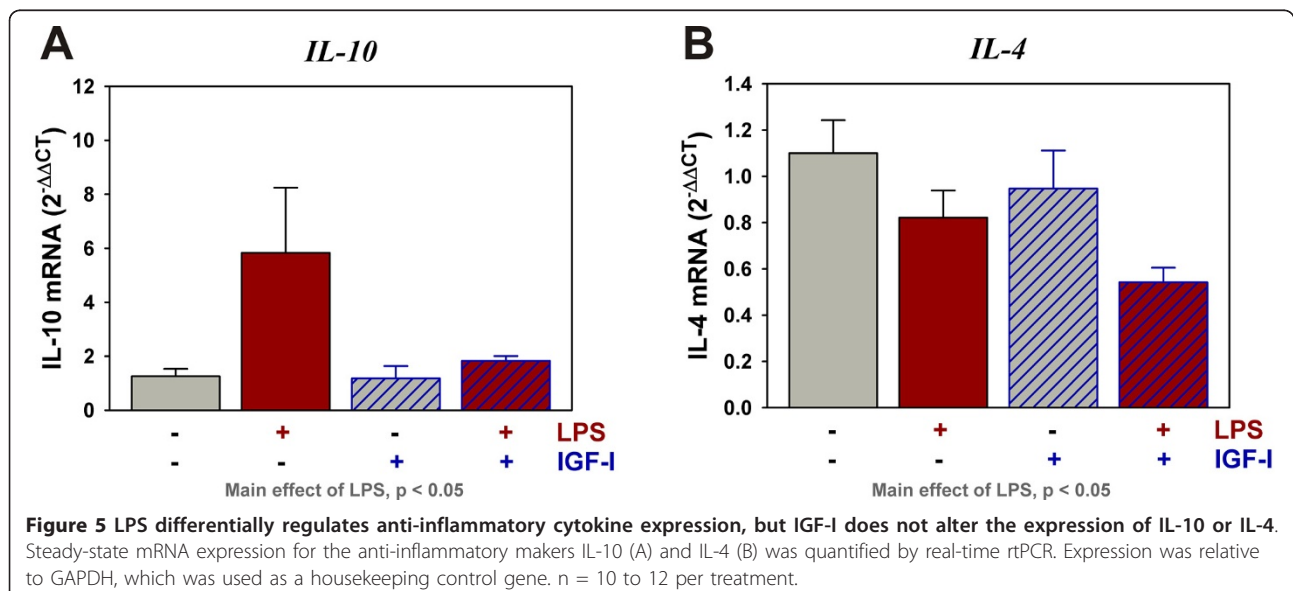 A
IL-10
IL-10 mRNA (2^-ΔΔCT)
12
10
8
6
4
2
0
- + - + LPS
- - + + IGF-I
Main effect of LPS, p < 0.05
B
IL-4
IL-4 mRNA (2^-ΔΔCT)
1.4
1.2
1.0
0.8
0.6
0.4
0.2
0.0
- + - + LPS
- - + + IGF-I
Main effect of LPS, p < 0.05
Figure 5 LPS differentially regulates anti-inflammatory cytokine expression, but IGF-I does not alter the expression of IL-10 or IL-4.
Steady-state mRNA expression for the anti-inflammatory makers IL-10 (A) and IL-4 (B) was quantified by real-time rtPCR. Expression was relative
to GAPDH, which was used as a housekeeping control gene. n = 10 to 12 per treatment.